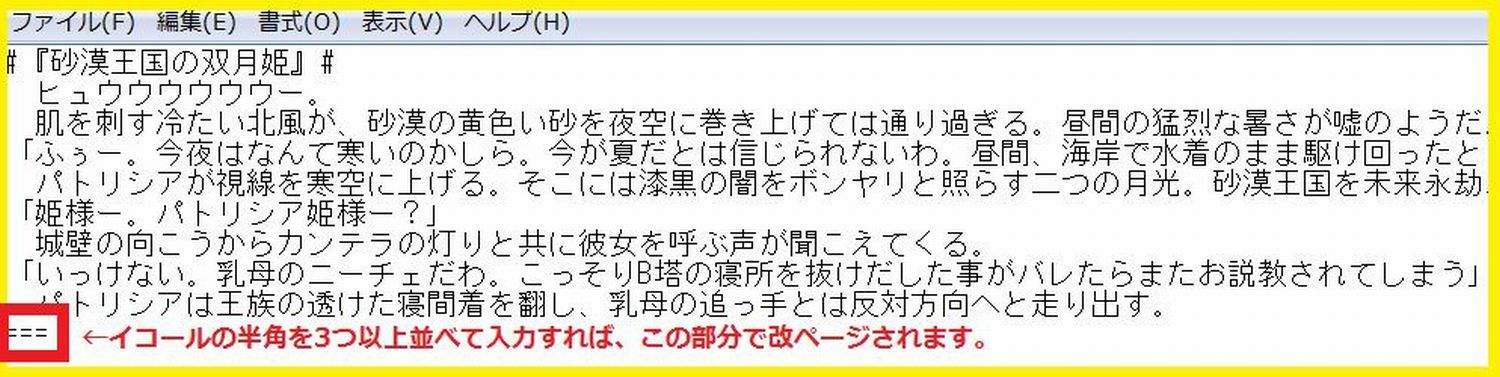 ファイル(F) 編集(E) 書式(O) 表示(V) ヘルプ(H)
#『砂漠王国の双月姫』#
ヒュウウウウウウウー。
肌を刺す冷たい北風が、砂漠の黄色い砂を夜空に巻き上げては通り過ぎる。昼間の猛烈な暑さが嘘のようだ
「ふぅー。今夜はなんて寒いのかしら。今が夏だとは信じられないわ。昼間、海岸で水着のまま駆け回ったと
パトリシアが視線を寒空に上げる。そこには漆黒の闇をボンヤリと照らす二つの月光。砂漠王国を未来永劫
「姫様ー。パトリシア姫様ー?」
城壁の向こうからカンテラの灯りと共に彼女を呼ぶ声が聞こえてくる。
「いっけない。乳母のニーチェだわ。こっそりB塔の寝所を抜けだした事がバレたらまたお説教されてしまう」
パトリシアは王族の透けた寝間着を翻し、乳母の追っ手とは反対方向へと走り出す。
=== ←イコールの半角を3つ以上並べて入力すれば、この部分で改ページされます。